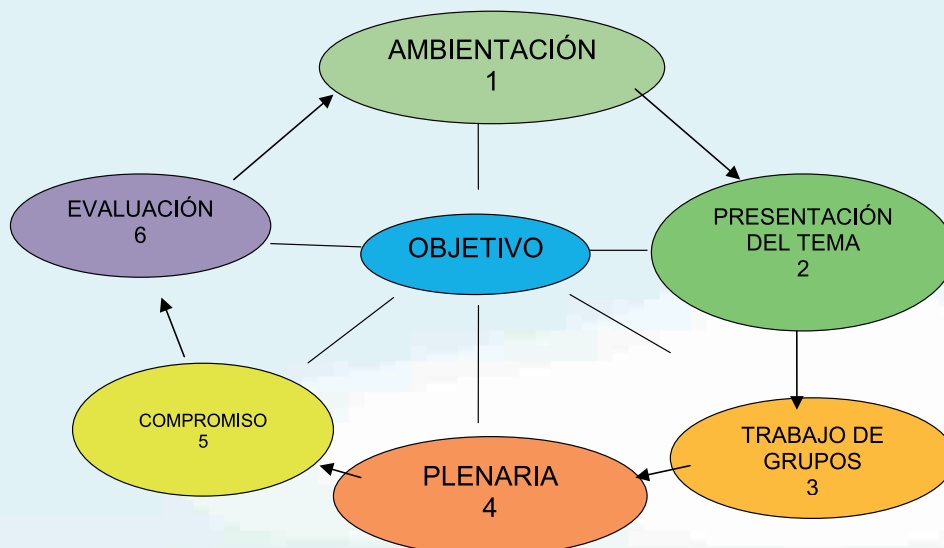 AMBIENTACIÓN
1
PRESENTACIÓN
DEL TEMA
2
TRABAJO DE
GRUPOS
3
PLENARIA
4
COMPROMISO
5
EVALUACIÓN
6
OBJETIVO